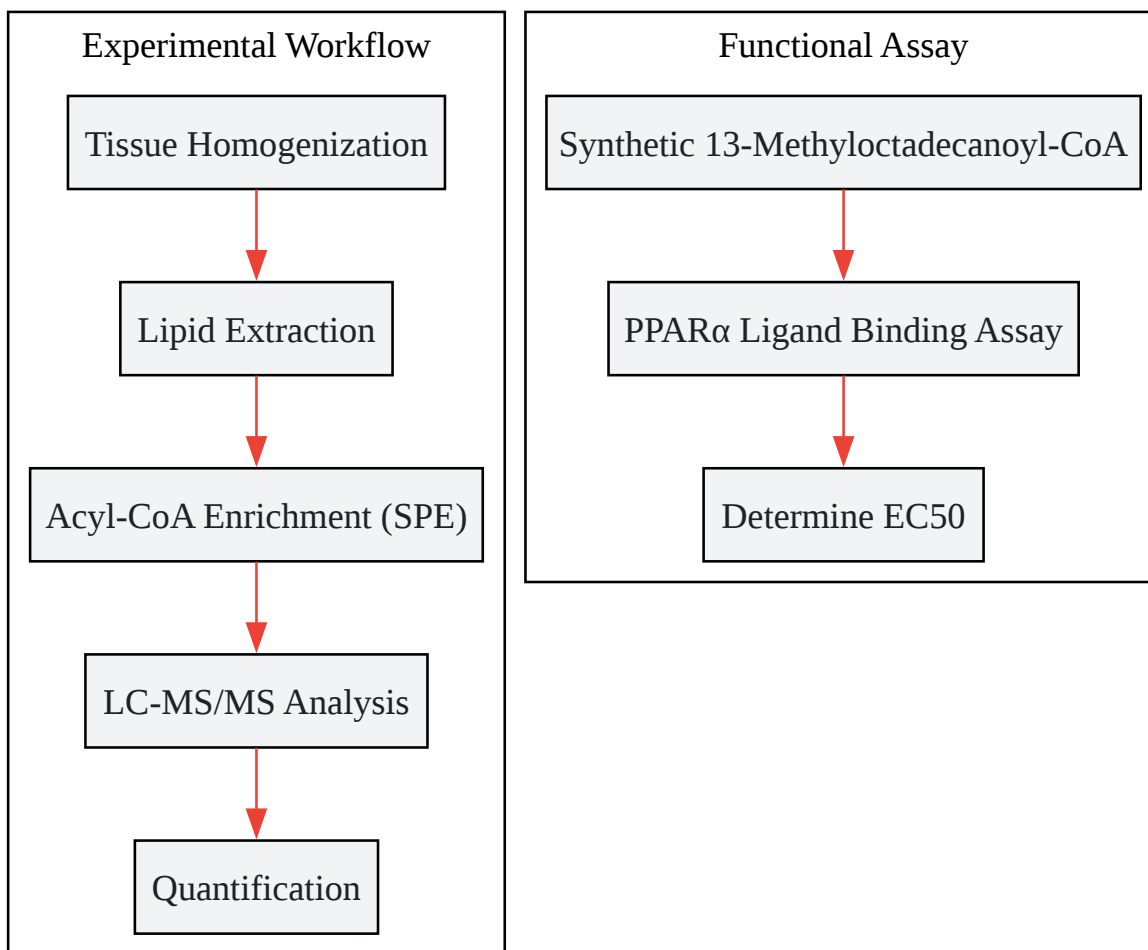 Experimental Workflow
Tissue Homogenization
Lipid Extraction
Acyl-CoA Enrichment (SPE)
LC-MS/MS Analysis
Quantification
Functional Assay
Synthetic 13-Methyloctadecanoyl-CoA
PPARα Ligand Binding Assay
Determine EC50